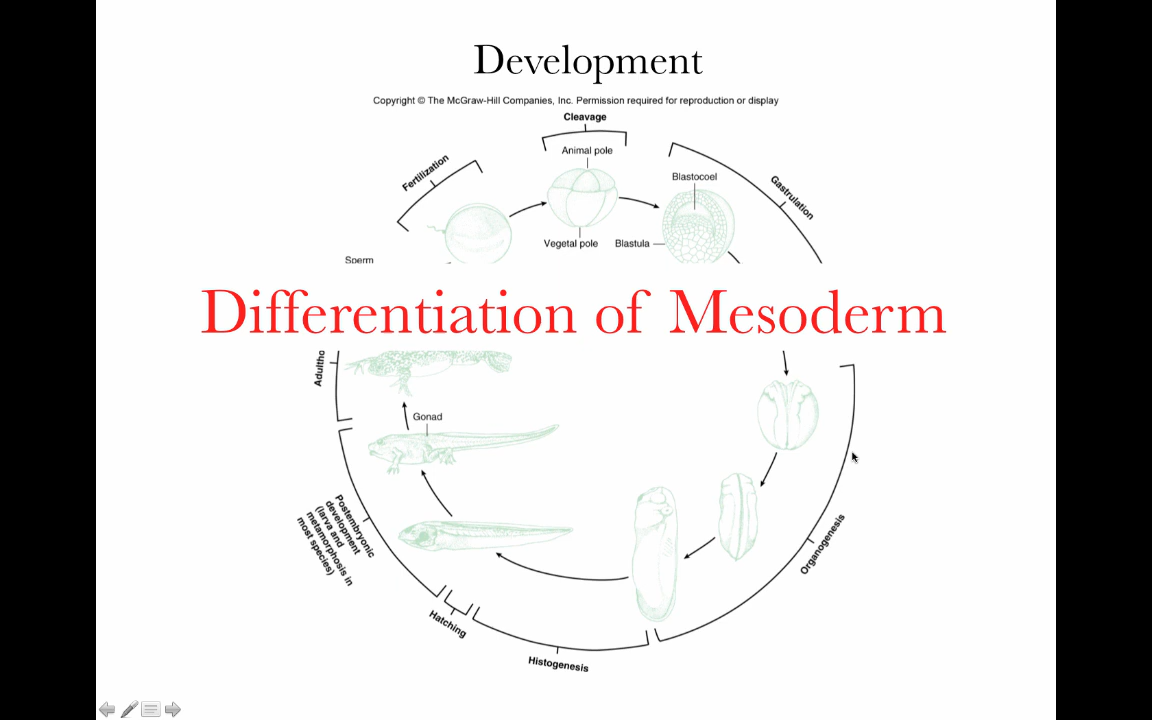 Development
Copyright © The McGraw-Hill Companies, Inc. Permission required for reproduction or display
Cleavage
Animal pole
Fertilization
Blastocoel
Gastrulation
Vegetal pole
Blastula
Sperm
Differentiation of Mesoderm
Gonad
Organogenesis
Postembryonic
development
(larva and
metamorphosis in
most species)
Hatching
Histogenesis